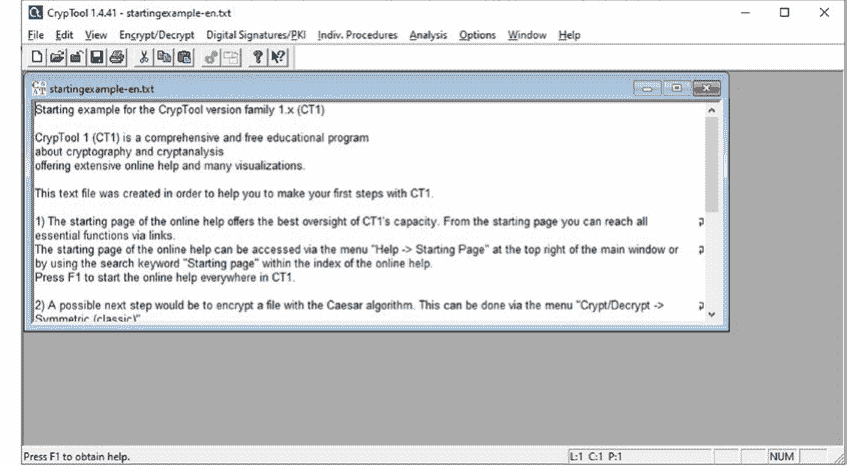 CrypTool 1.4.41 - startingexample-en.txt
File Edit View Encrypt/Decrypt Digital Signatures/PKI Indiv. Procedures Analysis Options Window Help
startingexample-en.txt
Starting example for the CrypTool version family 1.x (CT1)
CrypTool 1 (CT1) is a comprehensive and free educational program
about cryptography and cryptanalysis
offering extensive online help and many visualizations.
This text file was created in order to help you to make your first steps with CT1.
1) The starting page of the online help offers the best oversight of CT1's capacity. From the starting page you can reach all
essential functions via links.
The starting page of the online help can be accessed via the menu "Help -> Starting Page" at the top right of the main window or
by using the search keyword "Starting page" within the index of the online help.
Press F1 to start the online help everywhere in CT1.
2) A possible next step would be to encrypt a file with the Caesar algorithm. This can be done via the menu "Crypt/Decrypt ->
Symmetric (classic)"
Press F1 to obtain help. L:1 C:1 P:1 NUM